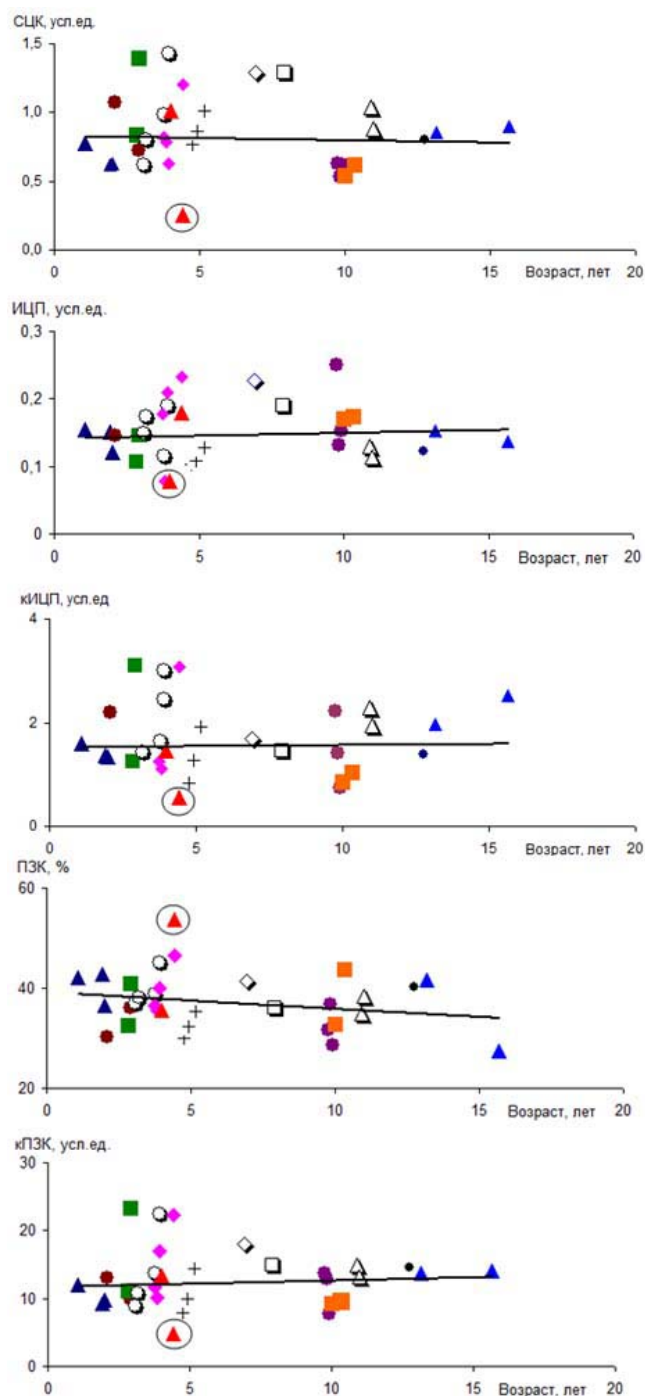 СЦК, усл.ед.
1,5
1,0
0,5
0,0
0 5 10 15 Возраст, лет 20
ИЦП, усл.ед.
0,3
0,2
0,1
0
0 5 10 15 Возраст, лет 20
кИЦП, усл.ед
4
2
0
0 5 10 15 Возраст, лет 20
ПЗК, %
60
40
20
0 5 10 15 Возраст, лет 20
кПЗК, усл.ед.
30
20
10
0
0 5 10 15 Возраст, лет 20